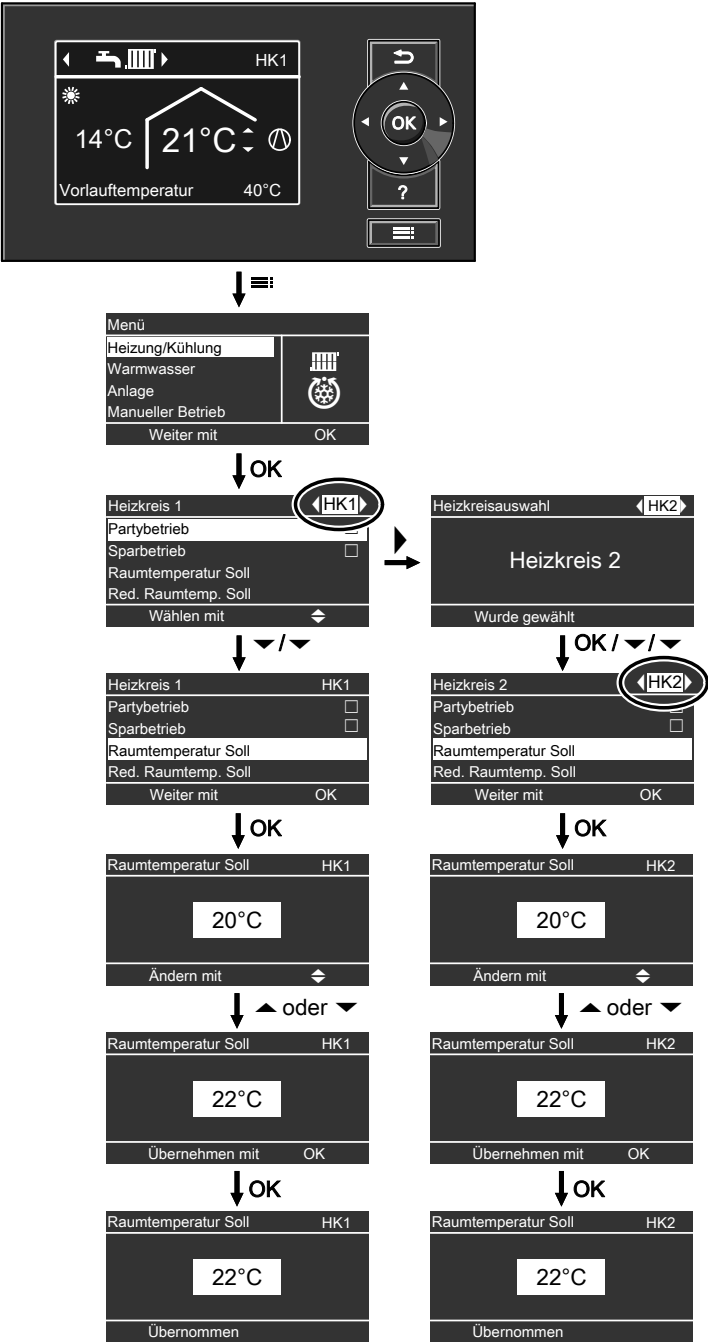 HK1
14°C
21°C
Vorlauftemperatur 40°C
OK
?
Menü
Heizung/Kühlung
Warmwasser
Anlage
Manueller Betrieb
Weiter mit OK
OK
Heizkreis 1 HK1
Partybetrieb
Sparbetrieb
Raumtemperatur Soll
Red. Raumtemp. Soll
Wählen mit
Heizkreisauswahl HK2
Heizkreis 2
Wurde gewählt
/
OK / /
Heizkreis 1 HK1
Partybetrieb
Sparbetrieb
Raumtemperatur Soll
Red. Raumtemp. Soll
Weiter mit OK
Heizkreis 2 HK2
Partybetrieb
Sparbetrieb
Raumtemperatur Soll
Red. Raumtemp. Soll
Weiter mit OK
OK
OK
Raumtemperatur Soll HK1
20°C
Ändern mit
Raumtemperatur Soll HK2
20°C
Ändern mit
oder
oder
Raumtemperatur Soll HK1
22°C
Übernehmen mit OK
Raumtemperatur Soll HK2
22°C
Übernehmen mit OK
OK
OK
Raumtemperatur Soll HK1
22°C
Übernommen
Raumtemperatur Soll HK2
22°C
Übernommen